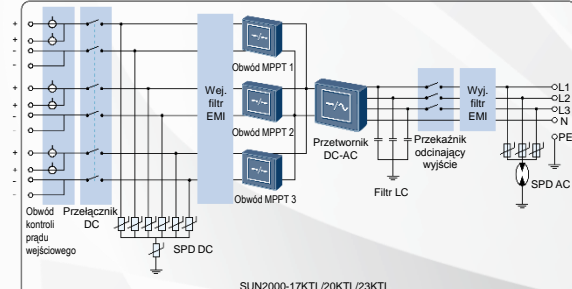 +
+
-
-
Wej.
filtr
EMI
Obwód MPPT 1
+
+
-
-
Obwód MPPT 2
Przetwornik
DC-AC
Przekaźnik
odcinający
wyjście
Wyj.
filtr
EMI
L1
L2
L3
N
PE
+
+
-
-
Obwód MPPT 3
Filtr LC
SPD AC
Obwód
kontroli
prądu
wejściowego
Przełącznik
DC
SPD DC
SUN2000-17KTL/20KTL/23KTL